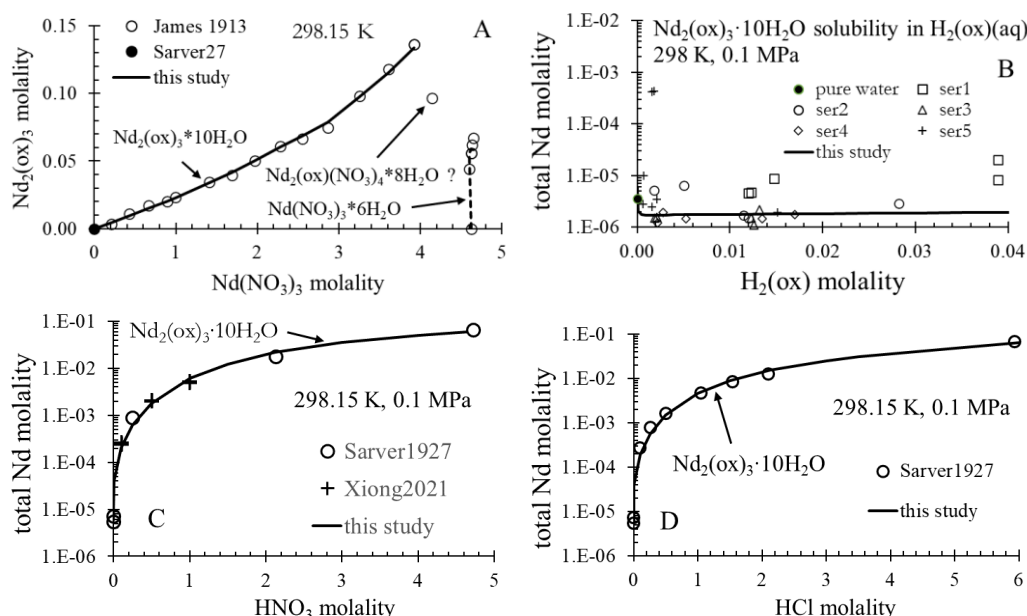 Nd2(ox)3 molality
0.15
0.10
0.05
0.00
James 1913
Sarver27
this study
298.15 K
A
Nd2(ox)3*10H2O
Nd2(ox)(NO3)4*8H2O ?
Nd(NO3)3*6H2O
0 1 2 3 4 5
Nd(NO3)3 molality
total Nd molality
1.E-02
1.E-03
1.E-04
1.E-05
1.E-06
Nd2(ox)3·10H2O solubility in H2(ox)(aq)
298 K, 0.1 MPa
B
pure water ser1
ser2 ser3
ser4 ser5
this study
0.00 0.01 0.02 0.03 0.04
H2(ox) molality
total Nd molality
1.E-01
1.E-02
1.E-03
1.E-04
1.E-05
1.E-06
Nd2(ox)3·10H2O
298.15 K, 0.1 MPa
Sarver1927
Xiong2021
this study
C
0 1 2 3 4 5
HNO3 molality
total Nd molality
1.E-01
1.E-02
1.E-03
1.E-04
1.E-05
1.E-06
298.15 K, 0.1 MPa
Nd2(ox)3·10H2O
Sarver1927
this study
D
0 1 2 3 4 5 6
HCl molality